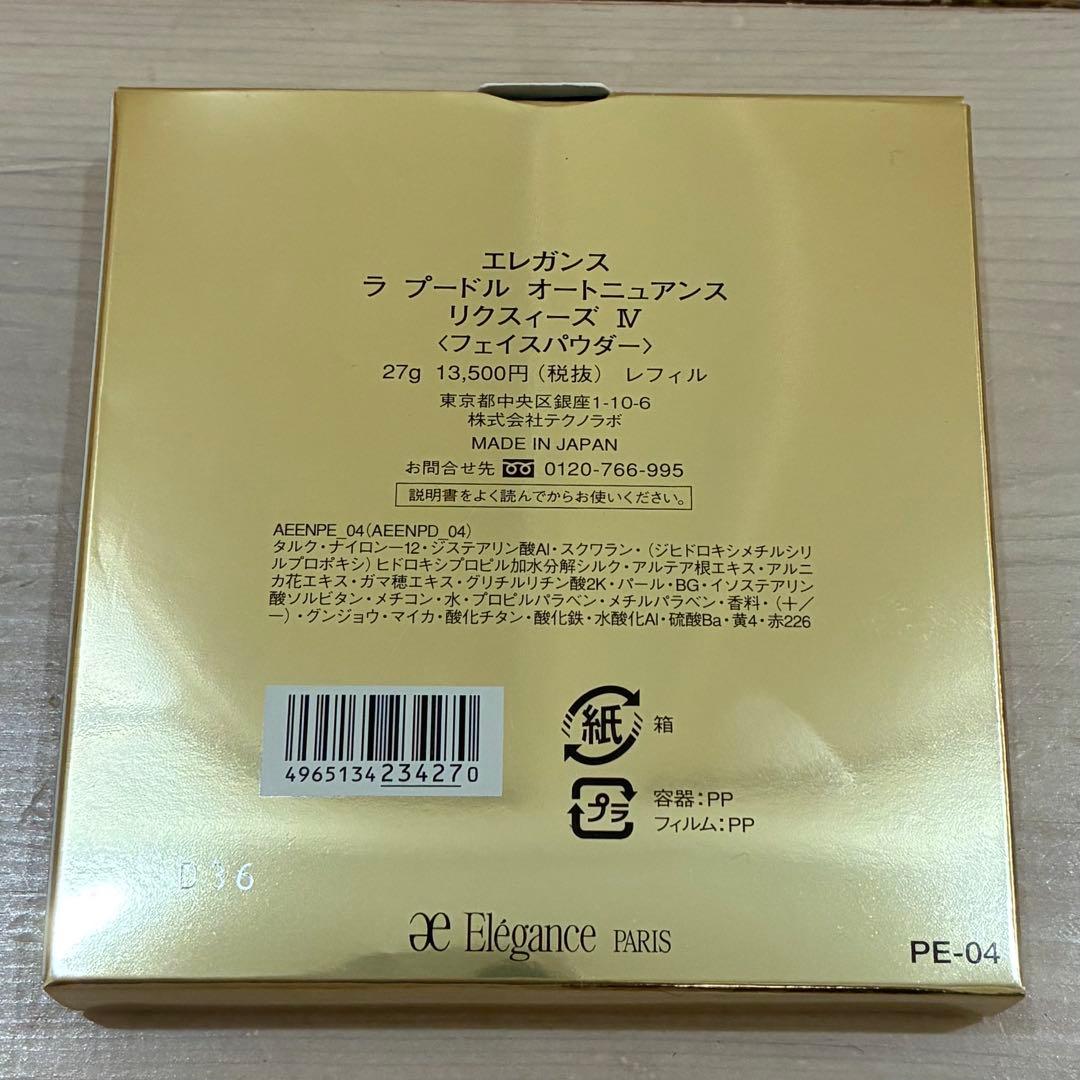 エレガンス
ラ プードル オートニュアンス
リクスィーズ Ⅳ
〈フェイスパウダー〉
27g 13,500円(税抜) レフィル
東京都中央区銀座1-10-6
株式会社テクノラボ
MADE IN JAPAN
お問合せ先 0120-766-995
説明書をよく読んでからお使いください。
AEENPE_04(AEENPD_04)
タルク・ナイロン―12・ジステアリン酸Al・スクワラン・(ジヒドロキシメチルシリ
ルプロポキシ)ヒドロキシプロピル加水分解シルク・アルテア根エキス・アルニ
カ花エキス・ガマ穂エキス・グリチルリチン酸2K・パール・BG・イソステアリン
酸ソルビタン・メチコン・水・プロピルパラベン・メチルパラベン・香料・(+/
−)・グンジョウ・マイカ・酸化チタン・酸化鉄・水酸化Al・硫酸Ba・黄4・赤226
4965134234270
紙 箱
プラ 容器:PP
フィルム:PP
D36
æ Elégance PARIS
PE-04